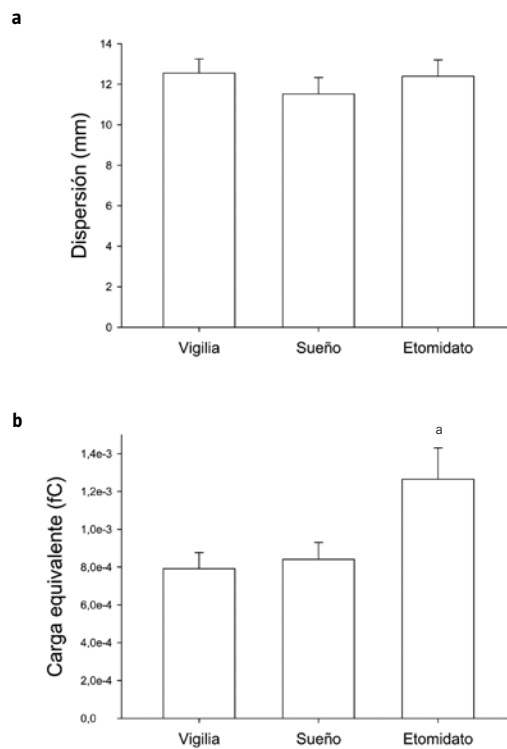 a
14
12
10
8
6
4
2
0
Dispersión (mm)
Vigilia Sueño Etomidato
b
a
1,4e-3
1,2e-3
1,0e-3
8,0e-4
6,0e-4
4,0e-4
2,0e-4
0,0
Carga equivalente (fC)
Vigilia Sueño Etomidato